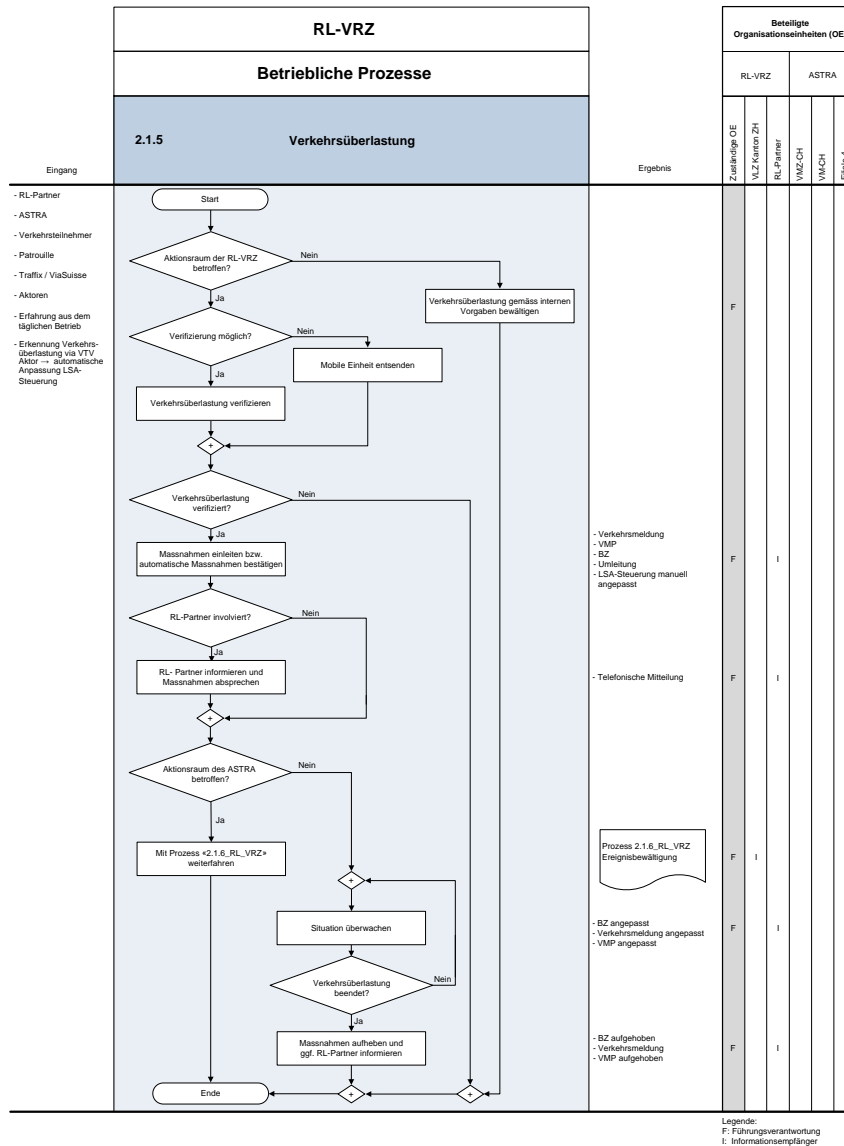 RL-VRZ
Betriebliche Prozesse
2.1.5 Verkehrsüberlastung
Eingang
Ergebnis
Beteiligte
Organisationseinheiten (OE
RL-VRZ
ASTRA
Zuständige OE
VLZ Kanton ZH
RL-Partner
VMZ-CH
VM-CH
- RL-Partner
- ASTRA
- Verkehrsteilnehmer
- Patrouille
- Traffix / ViaSuisse
- Aktoren
- Erfahrung aus dem
täglichen Betrieb
- Erkennung Verkehrs-
überlastung via VTV
Aktor → automatische
Anpassung LSA-
Steuerung
Start
Aktionsraum der RL-VRZ
betroffen?
Nein
Ja
Verkehrsüberlastung gemäss internen
Vorgaben bewältigen
F
Verifizierung möglich?
Nein
Ja
Mobile Einheit entsenden
Verkehrsüberlastung verifizieren
+
Verkehrsüberlastung
verifiziert?
Nein
Ja
Massnahmen einleiten bzw.
automatische Massnahmen bestätigen
- Verkehrsmeldung
- VMP
- BZ
- Umleitung
- LSA-Steuerung manuell
angepasst
F
I
RL-Partner involviert?
Nein
Ja
RL- Partner informieren und
Massnahmen absprechen
- Telefonische Mitteilung
F
I
+
Aktionsraum des ASTRA
betroffen?
Nein
Ja
Mit Prozess «2.1.6_RL_VRZ»
weiterfahren
Prozess 2.1.6_RL_VRZ
Ereignisbewältigung
F
I
+
Situation überwachen
- BZ angepasst
- Verkehrsmeldung angepasst
- VMP angepasst
F
I
Verkehrsüberlastung
beendet?
Nein
Ja
Massnahmen aufheben und
ggf. RL-Partner informieren
- BZ aufgehoben
- Verkehrsmeldung
- VMP aufgehoben
F
I
Ende
+
+
Legende:
F: Führungsverantwortung
I: Informationsempfänger